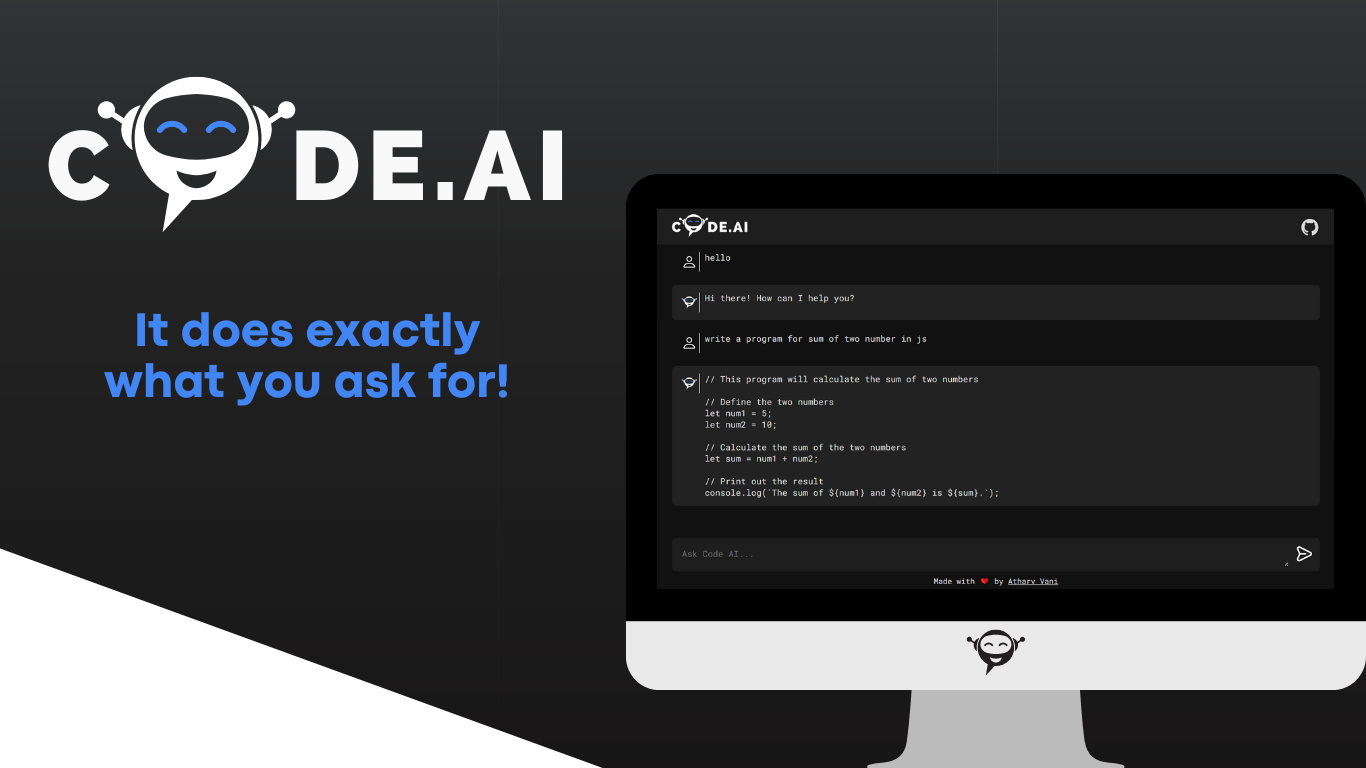 CODE.AI
It does exactly
what you ask for!
CODE.AI
hello
Hi there! How can I help you?
write a program for sum of two number in js
// This program will calculate the sum of two numbers
// Define the two numbers
let num1 = 5;
let num2 = 10;
// Calculate the sum of the two numbers
let sum = num1 + num2;
// Print out the result
console.log(`The sum of ${num1} and ${num2} is ${sum}.`);
Ask Code AI...
Made with ❤️ by Atharv Vani